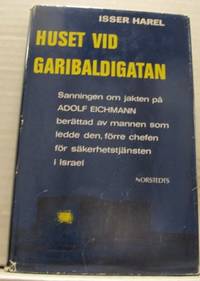 ISSER HAREL
HUSET VID
GARIBALDIGATAN
Sanningen om jakten på
ADOLF EICHMANN
berättad av mannen som
ledde den, förre chefen
för säkerhetstjänsten
i Israel
NORSTEDTS